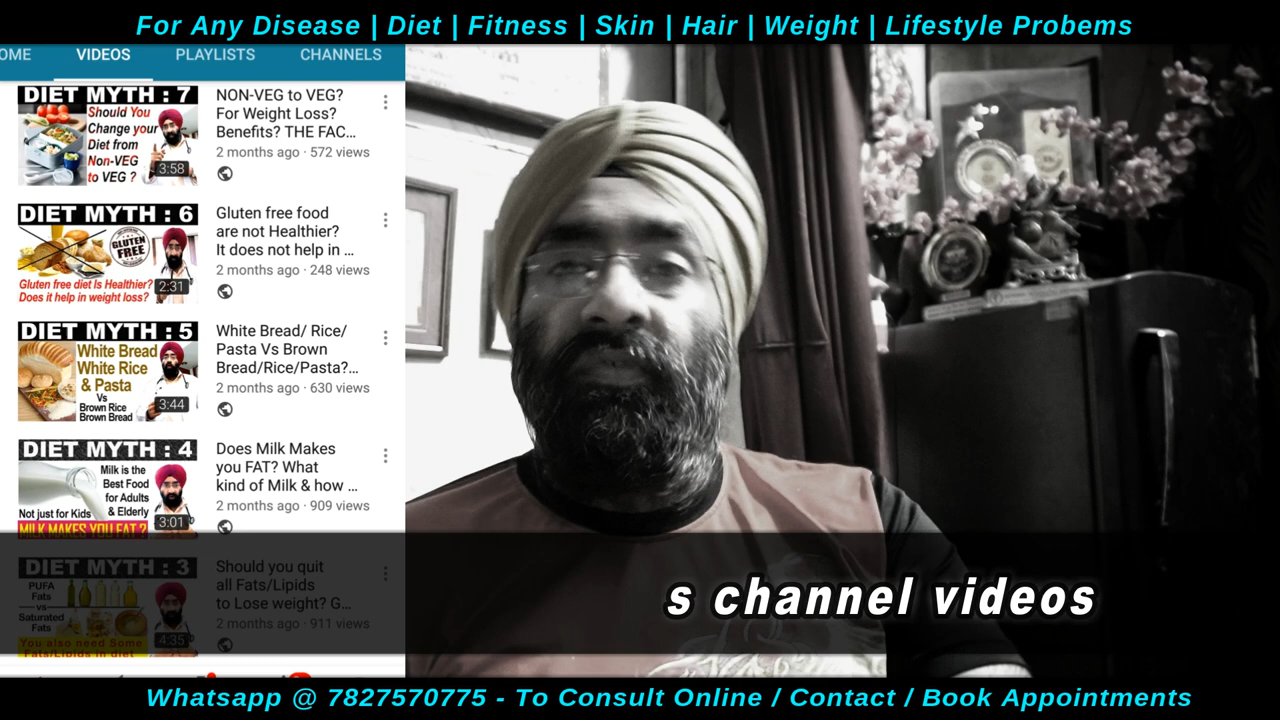 For Any Disease | Diet | Fitness | Skin | Hair | Weight | Lifestyle Probems
OME VIDEOS PLAYLISTS CHANNELS
DIET MYTH : 7
Should You
Change your
Diet from
Non-VEG
to VEG ?
3:58
NON-VEG to VEG?
For Weight Loss?
Benefits? THE FAC...
2 months ago · 572 views
DIET MYTH : 6
GLUTEN
FREE
Gluten free diet Is Healthier?
Does it help in weight loss?
2:31
Gluten free food
are not Healthier?
It does not help in ...
2 months ago · 248 views
DIET MYTH : 5
White Bread
White Rice
& Pasta
Vs
Brown Rice
Brown Bread
3:44
White Bread/ Rice/
Pasta Vs Brown
Bread/Rice/Pasta?...
2 months ago · 630 views
DIET MYTH : 4
Milk is the
Best Food
for Adults
& Elderly
Not just for Kids
MILK MAKES YOU FAT ?
3:01
Does Milk Makes
you FAT? What
kind of Milk & how ...
2 months ago · 909 views
DIET MYTH : 3
PUFA
Fats
vs
Saturated
Fats
You also need Some
Fats/Lipids in diet
4:35
Should you quit
all Fats/Lipids
to Lose weight? G...
2 months ago · 911 views
s channel videos
Whatsapp @ 7827570775 - To Consult Online / Contact / Book Appointments